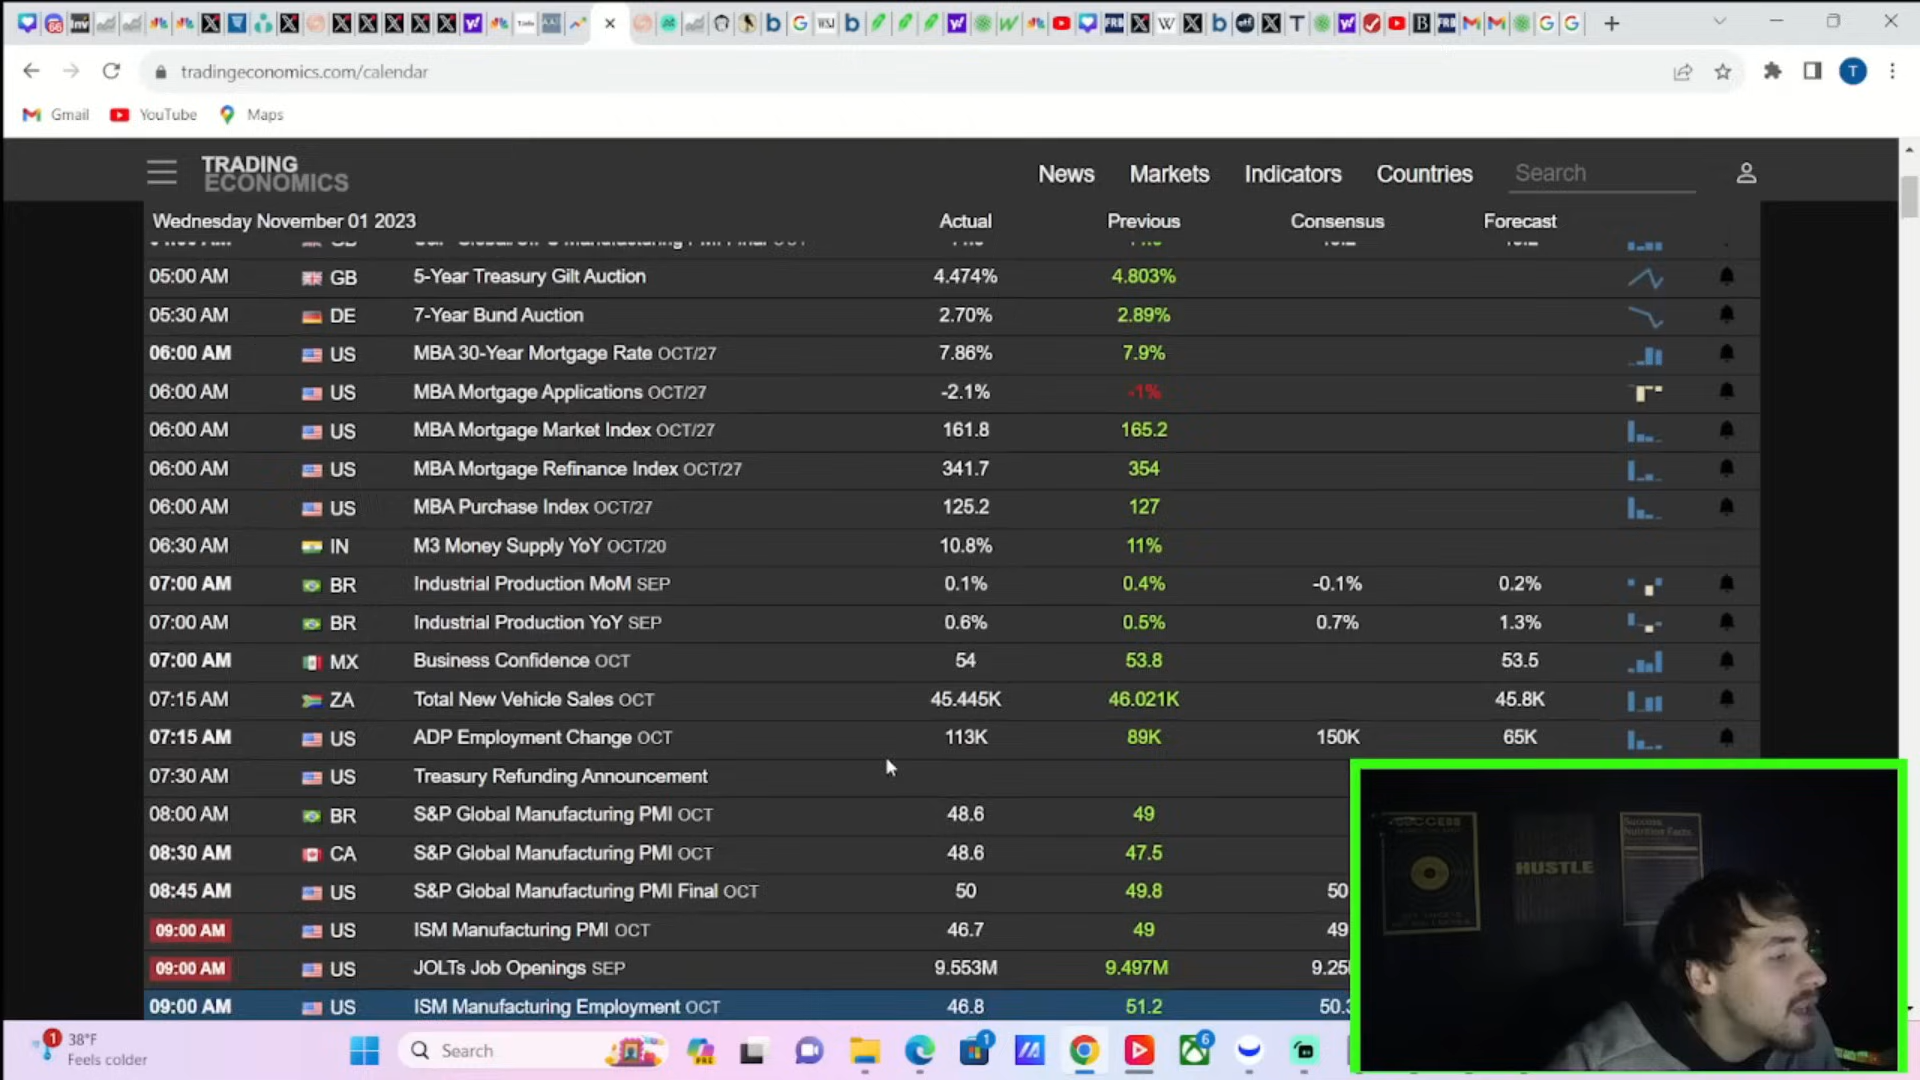 tradingeconomics.com/calendar
T
Gmail YouTube Maps
TRADING ECONOMICS
News Markets Indicators Countries Search
Wednesday November 01 2023 Actual Previous Consensus Forecast
05:00 AM GB 5-Year Treasury Gilt Auction 4.474% 4.803%
05:30 AM DE 7-Year Bund Auction 2.70% 2.89%
06:00 AM US MBA 30-Year Mortgage Rate OCT/27 7.86% 7.9%
06:00 AM US MBA Mortgage Applications OCT/27 -2.1% -1%
06:00 AM US MBA Mortgage Market Index OCT/27 161.8 165.2
06:00 AM US MBA Mortgage Refinance Index OCT/27 341.7 354
06:00 AM US MBA Purchase Index OCT/27 125.2 127
06:30 AM IN M3 Money Supply YoY OCT/20 10.8% 11%
07:00 AM BR Industrial Production MoM SEP 0.1% 0.4% -0.1% 0.2%
07:00 AM BR Industrial Production YoY SEP 0.6% 0.5% 0.7% 1.3%
07:00 AM MX Business Confidence OCT 54 53.8 53.5
07:15 AM ZA Total New Vehicle Sales OCT 45.445K 46.021K 45.8K
07:15 AM US ADP Employment Change OCT 113K 89K 150K 65K
07:30 AM US Treasury Refunding Announcement
08:00 AM BR S&P Global Manufacturing PMI OCT 48.6 49
08:30 AM CA S&P Global Manufacturing PMI OCT 48.6 47.5
08:45 AM US S&P Global Manufacturing PMI Final OCT 50 49.8 50
09:00 AM US ISM Manufacturing PMI OCT 46.7 49 49
09:00 AM US JOLTs Job Openings SEP 9.553M 9.497M 9.25
09:00 AM US ISM Manufacturing Employment OCT 46.8 51.2 50.3
SUCCESS
Success Nutrition Facts
HUSTLE
1 38°F
Feels colder
Search
1
6